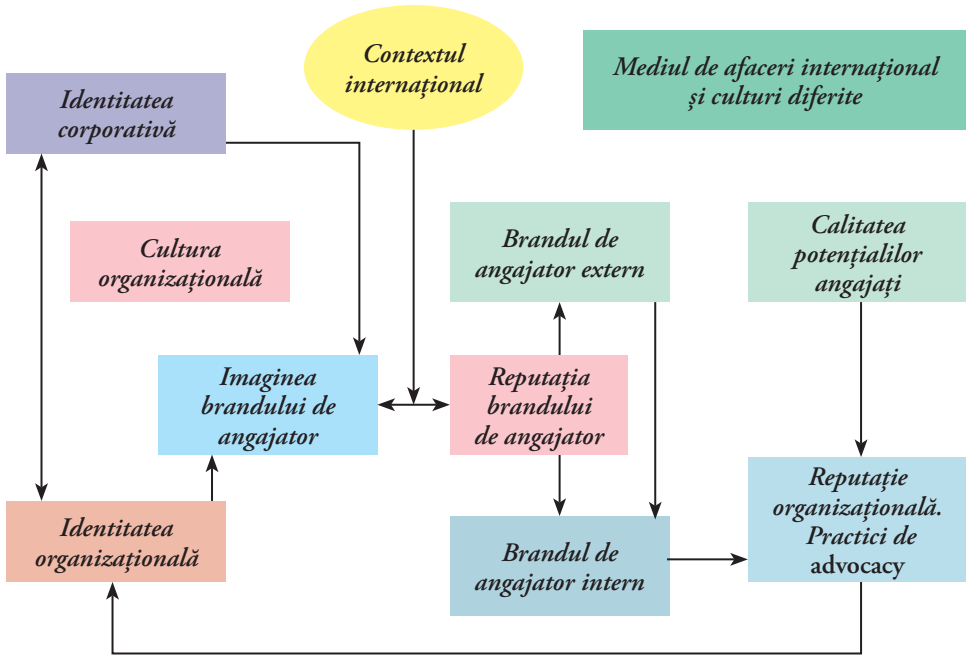 Contextul
internațional
Mediul de afaceri internațional
și culturi diferite
Identitatea
corporativă
Cultura
organizațională
Brandul de
angajator extern
Calitatea
potențialilor
angajați
Imaginea
brandului de
angajator
Reputația
brandului
de angajator
Identitatea
organizațională
Brandul de
angajator intern
Reputație
organizațională.
Practici de
advocacy